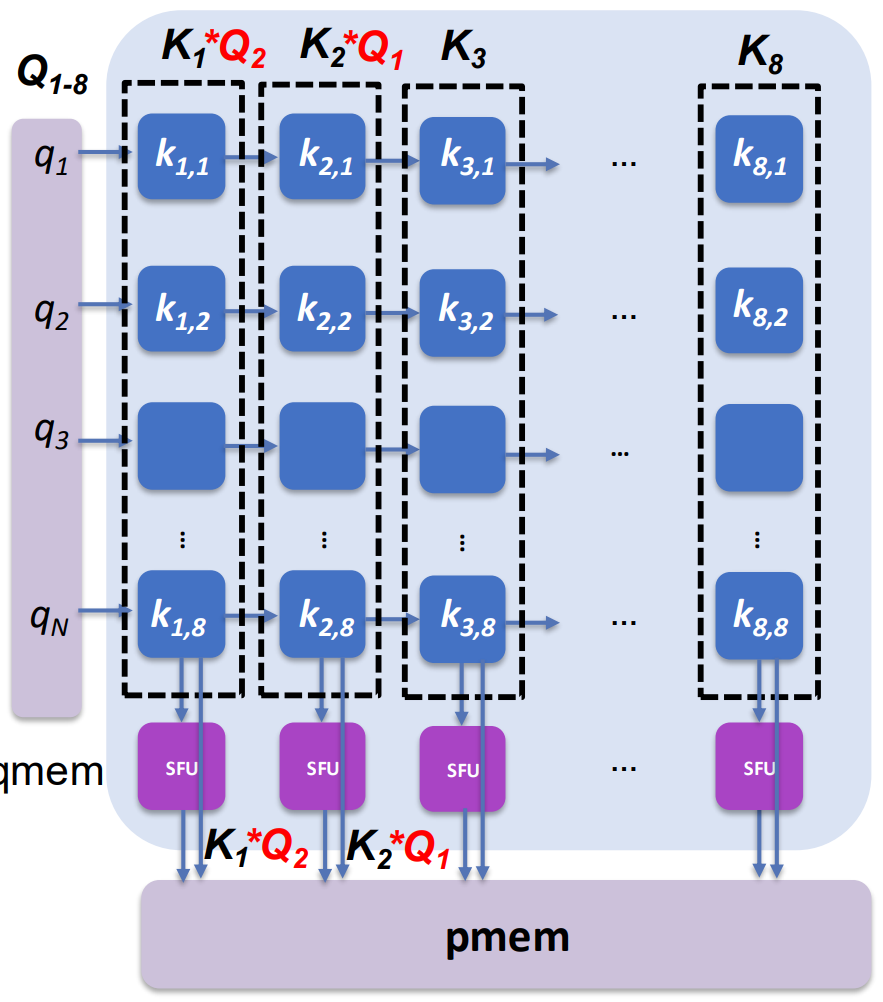 K1*Q2 K2*Q1 K3 K8
Q1-8
q1 k1,1 k2,1 k3,1 ... k8,1
q2 k1,2 k2,2 k3,2 ... k8,2
q3 ...
... ... ... ...
qN k1,8 k2,8 k3,8 ... k8,8
qmem SFU SFU SFU ... SFU
K1*Q2 K2*Q1
pmem